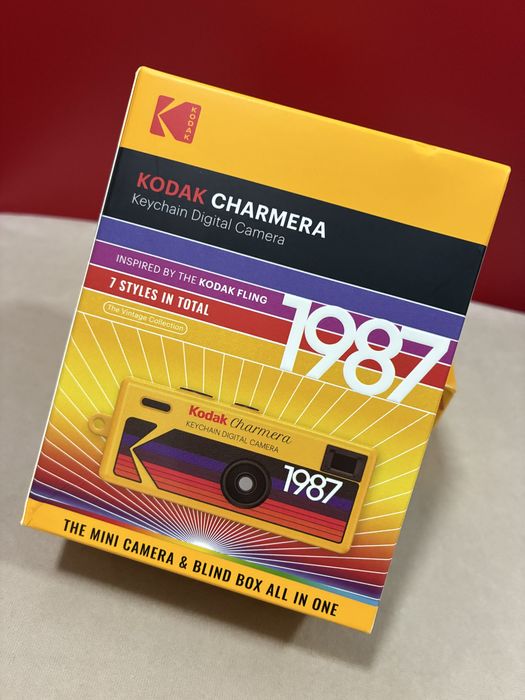 KODAK
KODAK CHARMERA
Keychain Digital Camera
INSPIRED BY THE KODAK FLING
7 STYLES IN TOTAL
The Vintage Collection
1987
Kodak Charmera
KEYCHAIN DIGITAL CAMERA
1987
THE MINI CAMERA & BLIND BOX ALL IN ONE